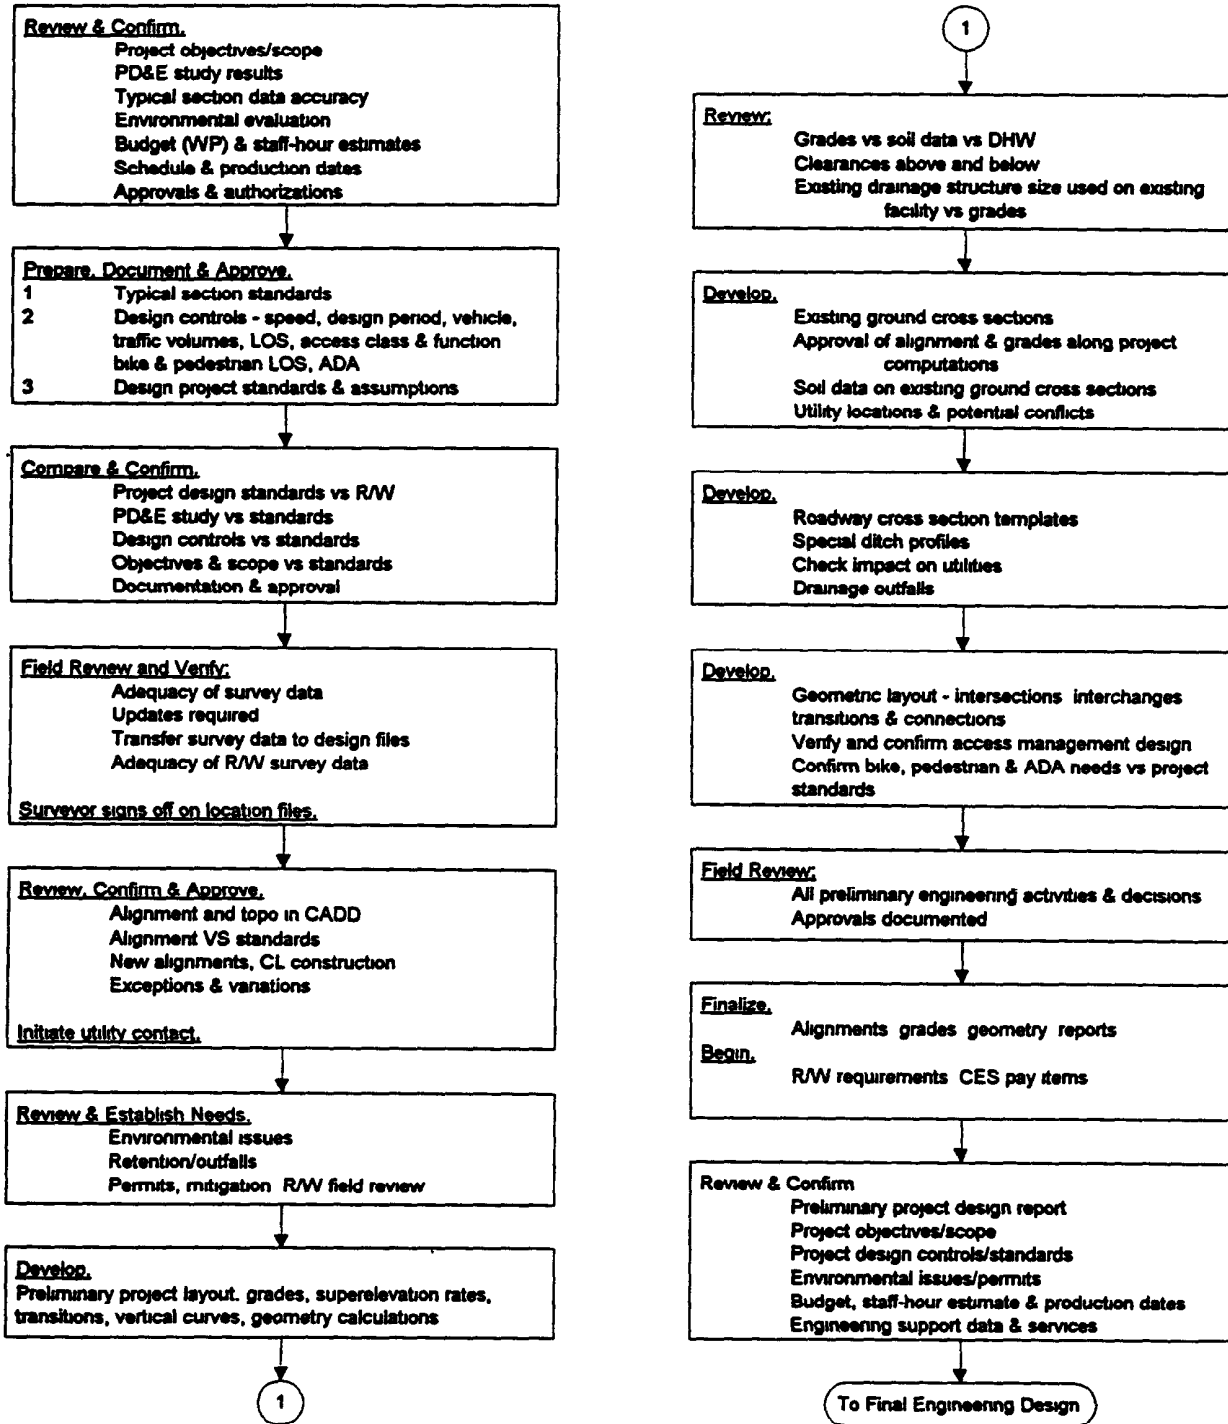 Review & Confirm.
Project objectives/scope
PD&E study results
Typical section data accuracy
Environmental evaluation
Budget (WP) & staff-hour estimates
Schedule & production dates
Approvals & authorizations
Prepare, Document & Approve.
1 Typical section standards
2 Design controls - speed, design period, vehicle,
traffic volumes, LOS, access class & function
bike & pedestrian LOS, ADA
3 Design project standards & assumptions
Compare & Confirm.
Project design standards vs R/W
PD&E study vs standards
Design controls vs standards
Objectives & scope vs standards
Documentation & approval
Field Review and Verify:
Adequacy of survey data
Updates required
Transfer survey data to design files
Adequacy of R/W survey data
Surveyor signs off on location files.
Review, Confirm & Approve.
Alignment and topo in CADD
Alignment VS standards
New alignments, CL construction
Exceptions & variations
Initiate utility contact.
Review & Establish Needs.
Environmental issues
Retention/outfalls
Permits, mitigation R/W field review
Develop.
Preliminary project layout. grades, superelevation rates,
transitions, vertical curves, geometry calculations
1
1
Review:
Grades vs soil data vs DHW
Clearances above and below
Existing drainage structure size used on existing
facility vs grades
Develop.
Existing ground cross sections
Approval of alignment & grades along project
computations
Soil data on existing ground cross sections
Utility locations & potential conflicts
Develop.
Roadway cross section templates
Special ditch profiles
Check impact on utilities
Drainage outfalls
Develop.
Geometric layout - intersections interchanges
transitions & connections
Verify and confirm access management design
Confirm bike, pedestrian & ADA needs vs project
standards
Field Review:
All preliminary engineering activities & decisions
Approvals documented
Finalize.
Alignments grades geometry reports
Begin.
R/W requirements CES pay items
Review & Confirm
Preliminary project design report
Project objectives/scope
Project design controls/standards
Environmental issues/permits
Budget, staff-hour estimate & production dates
Engineering support data & services
To Final Engineering Design